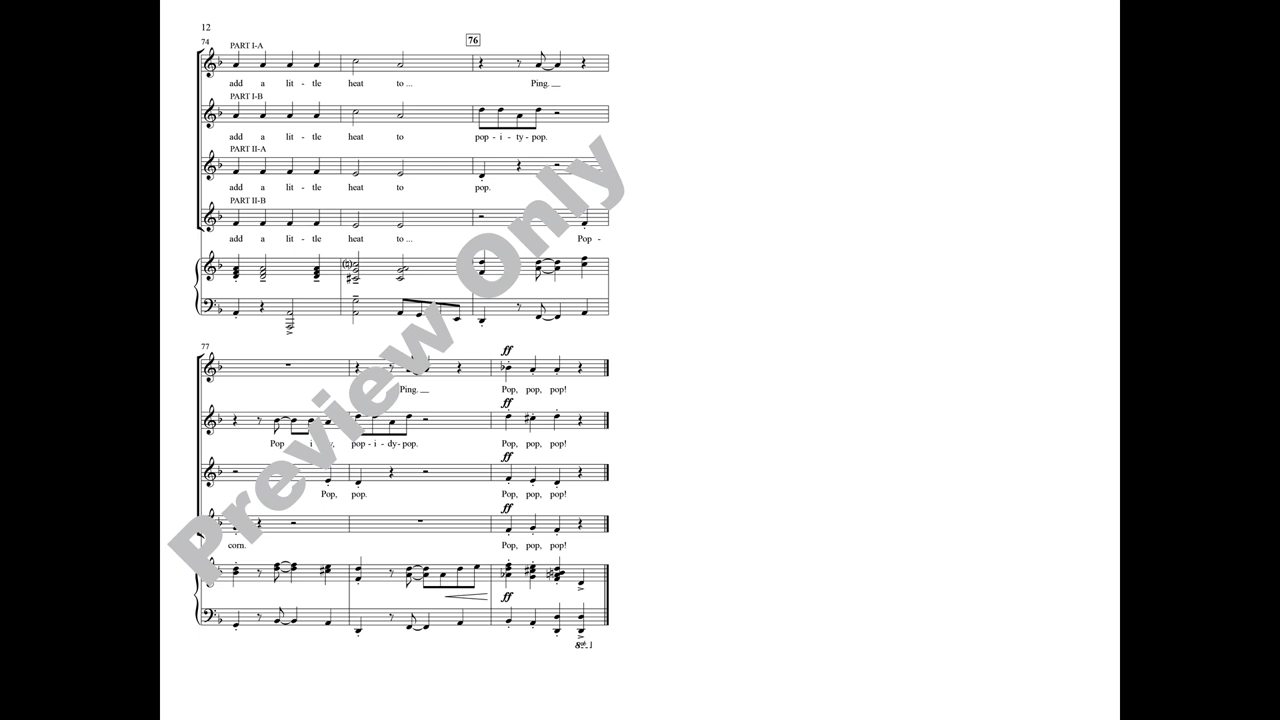 12
74
PART I-A
76
add a lit - tle heat to ... Ping.
PART I-B
add a lit - tle heat to pop - i - ty-pop.
PART II-A
add a lit - tle heat to pop.
PART II-B
add a lit - tle heat to ... Pop -
77
ff
Ping. Pop, pop, pop!
ff
Pop i pop - i - dy-pop. Pop, pop, pop!
ff
Pop, pop. Pop, pop, pop!
ff
corn. Pop, pop, pop!
ff
Preview Only